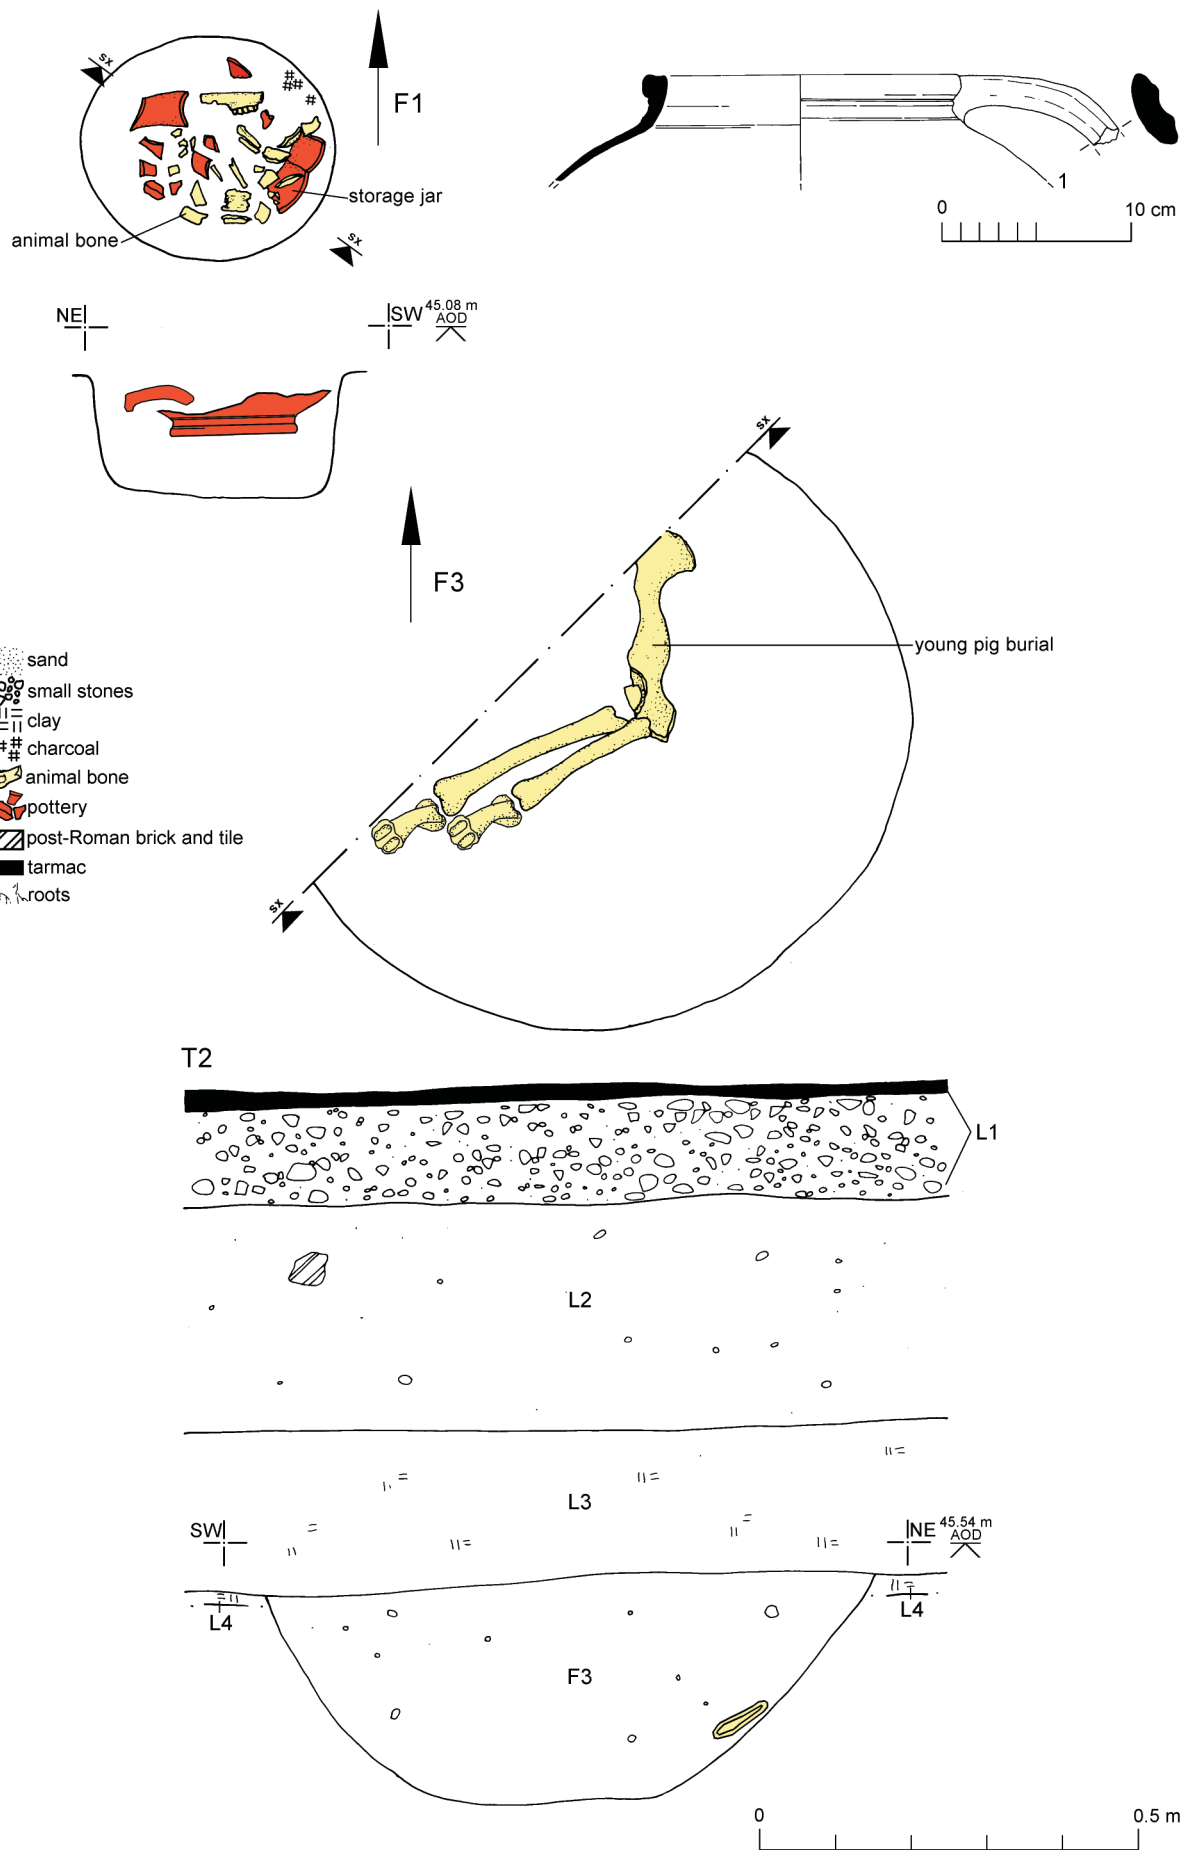 sx
F1
storage jar
animal bone
sx
1
0 10 cm
NE
SW 45.08 m
AOD
sx
F3
young pig burial
sand
small stones
clay
charcoal
animal bone
pottery
post-Roman brick and tile
tarmac
roots
sx
T2
L1
L2
L3
SW
NE 45.54 m
AOD
L4
L4
F3
0 0.5 m